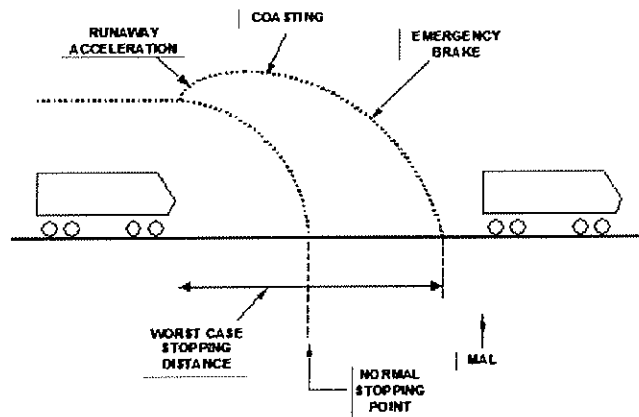 COASTING
RUNAWAY
ACCELERATION
EMERGENCY
BRAKE
WORST CASE
STOPPING
DISTANCE
MAL
NORMAL
STOPPING
POINT